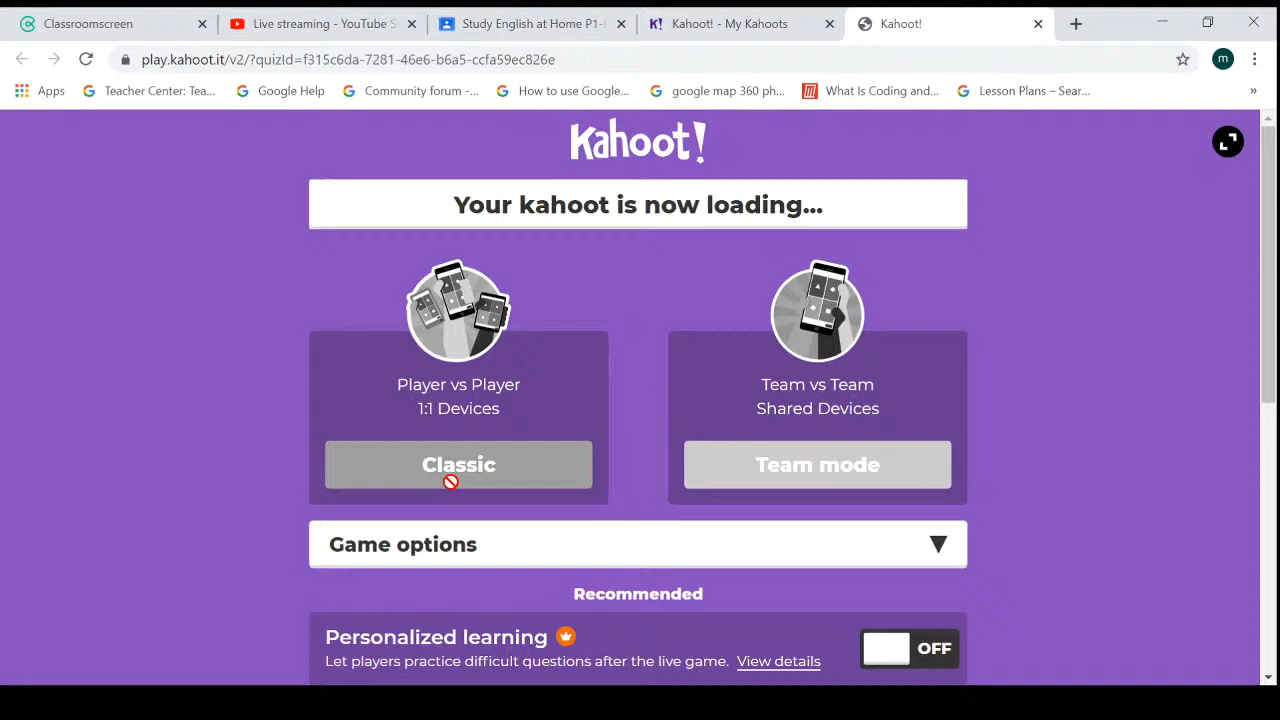 Classroomscreen
Live streaming - YouTube S
Study English at Home P1-
Kahoot! - My Kahoots
Kahoot!
play.kahoot.it/v2/?quizId=f315c6da-7281-46e6-b6a5-ccfa59ec826e
m
Apps
Teacher Center: Tea...
Google Help
Community forum -...
How to use Google...
google map 360 ph...
What Is Coding and...
Lesson Plans – Sear...
»
Kahoot!
Your kahoot is now loading...
Player vs Player
1:1 Devices
Classic
Team vs Team
Shared Devices
Team mode
Game options
Recommended
Personalized learning
Let players practice difficult questions after the live game. View details
OFF